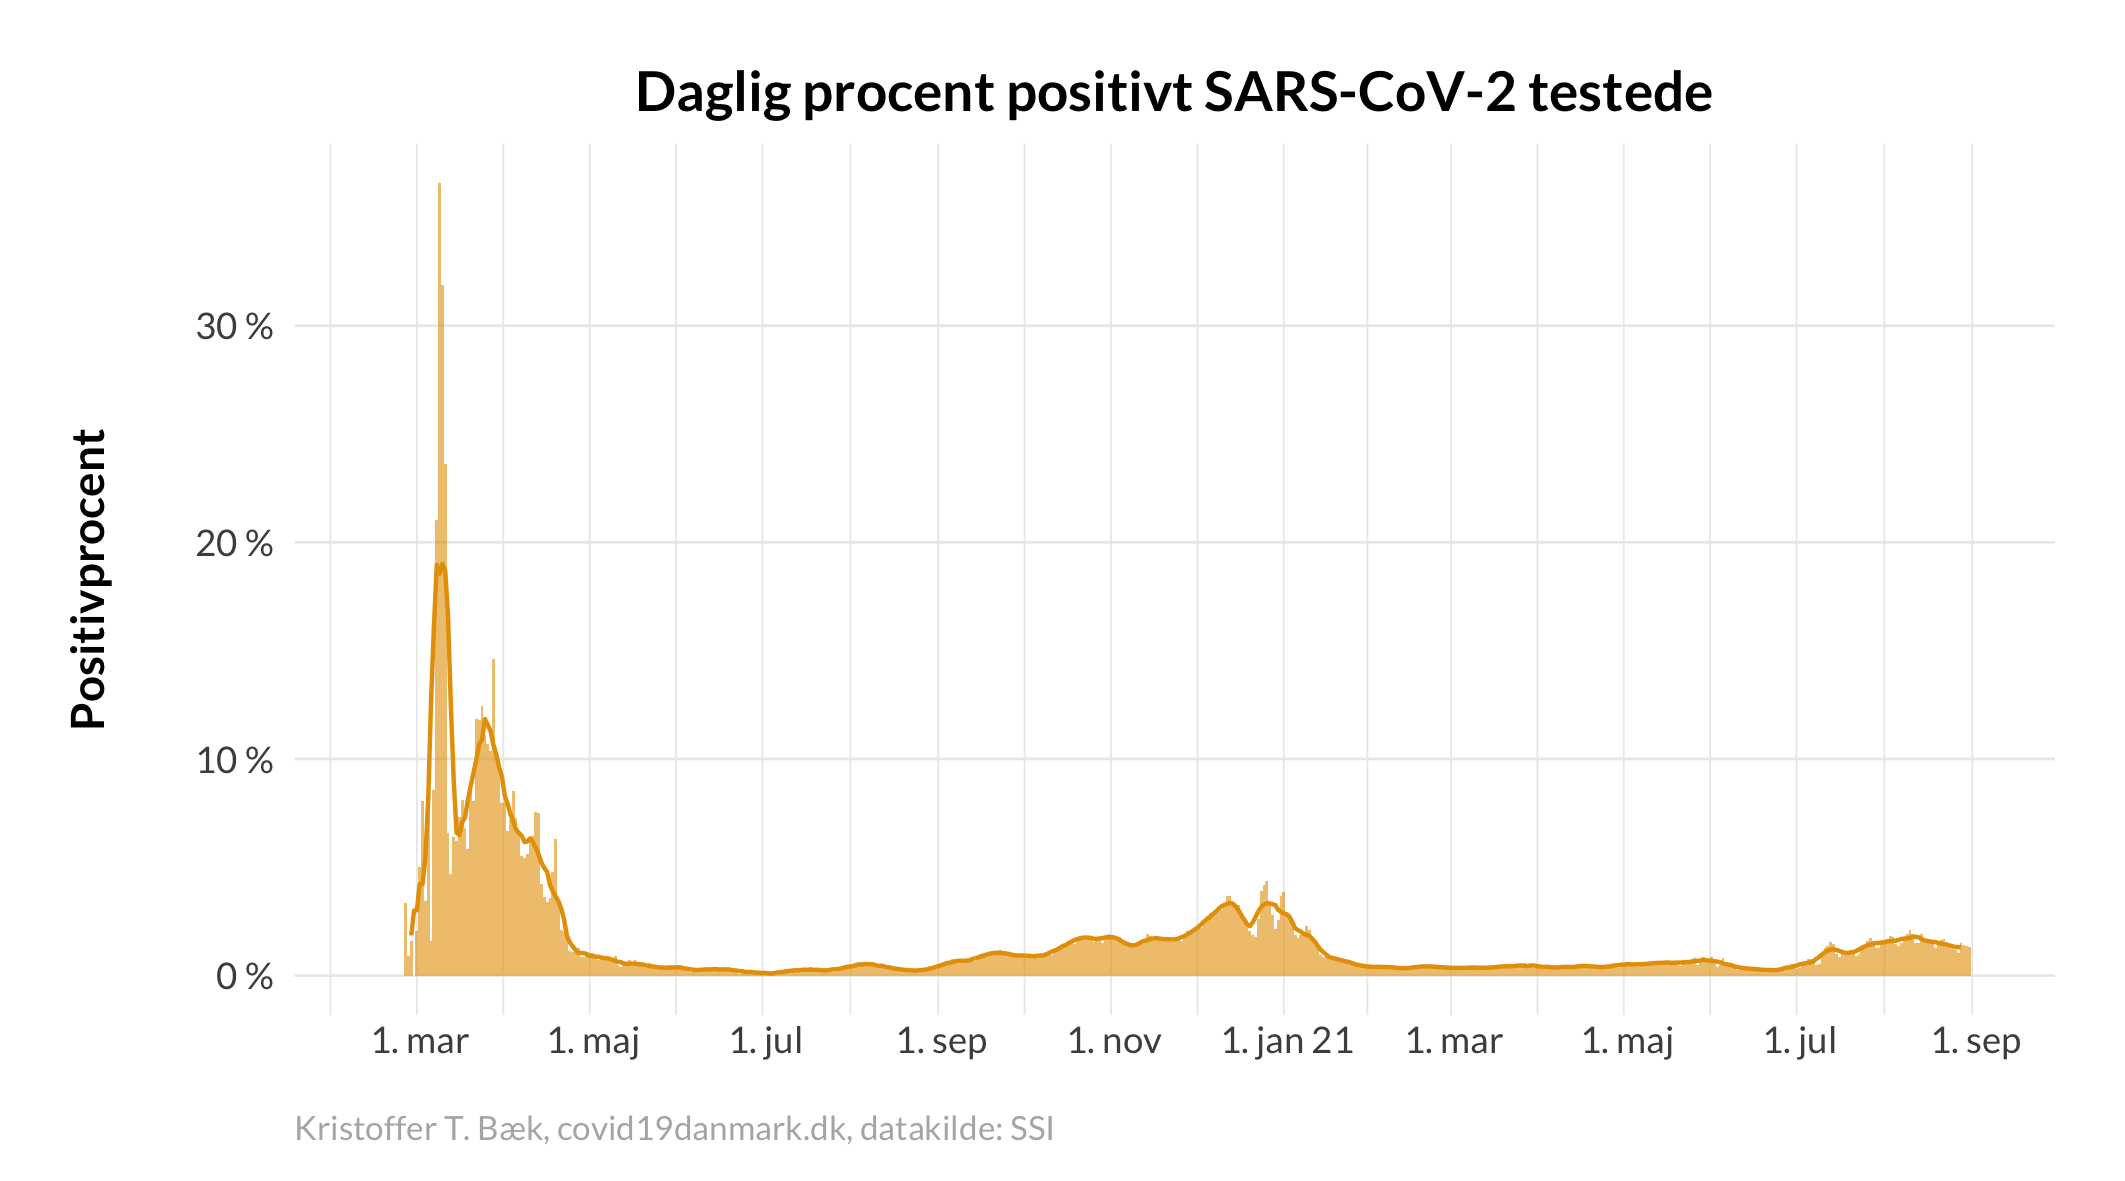 Daglig procent positivt SARS-CoV-2 testede
Positivprocent
30 %
20 %
10 %
0 %
1. mar
1. maj
1. jul
1. sep
1. nov
1. jan 21
1. mar
1. maj
1. jul
1. sep
Kristoffer T. Bæk, covid19danmark.dk, datakilde: SSI